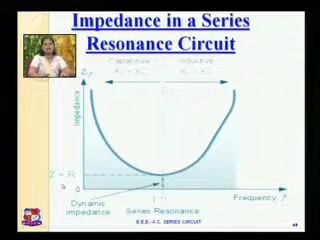 Impedance in a Series
Resonance Circuit
Capacitive Inductive
Impedance
Z = R
0
Dynamic
impedance
Series Resonance
Frequency, f
E.E.E.-A.C. SERIES CIRCUIT